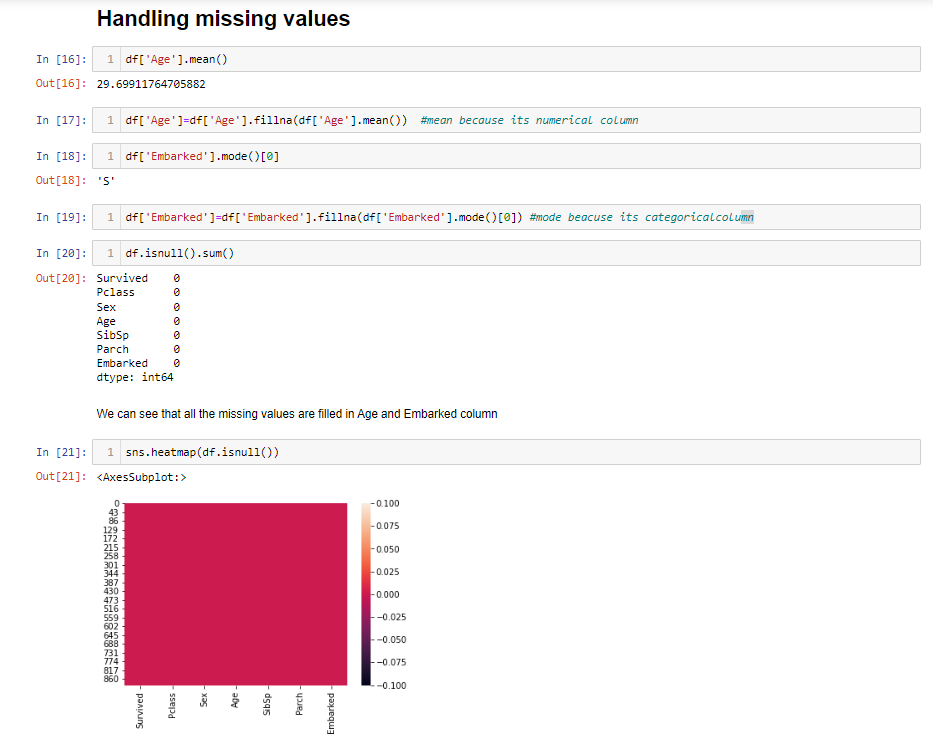 Handling missing values
In [16]: 1 df['Age'].mean()
Out[16]: 29.69911764705882
In [17]: 1 df['Age']=df['Age'].fillna(df['Age'].mean()) #mean because its numerical column
In [18]: 1 df['Embarked'].mode()[0]
Out[18]: 'S'
In [19]: 1 df['Embarked']=df['Embarked'].fillna(df['Embarked'].mode()[0]) #mode beacuse its categoricalcolumn
In [20]: 1 df.isnull().sum()
Out[20]: Survived 0
Pclass 0
Sex 0
Age 0
SibSp 0
Parch 0
Embarked 0
dtype: int64
We can see that all the missing values are filled in Age and Embarked column
In [21]: 1 sns.heatmap(df.isnull())
Out[21]: <AxesSubplot:>
0
43
86
129
172
215
258
301
344
387
430
473
516
559
602
645
688
731
774
817
860
0.100
0.075
0.050
0.025
0.000
−0.025
−0.050
−0.075
−0.100
Survived
Pclass
Sex
Age
SibSp
Parch
Embarked